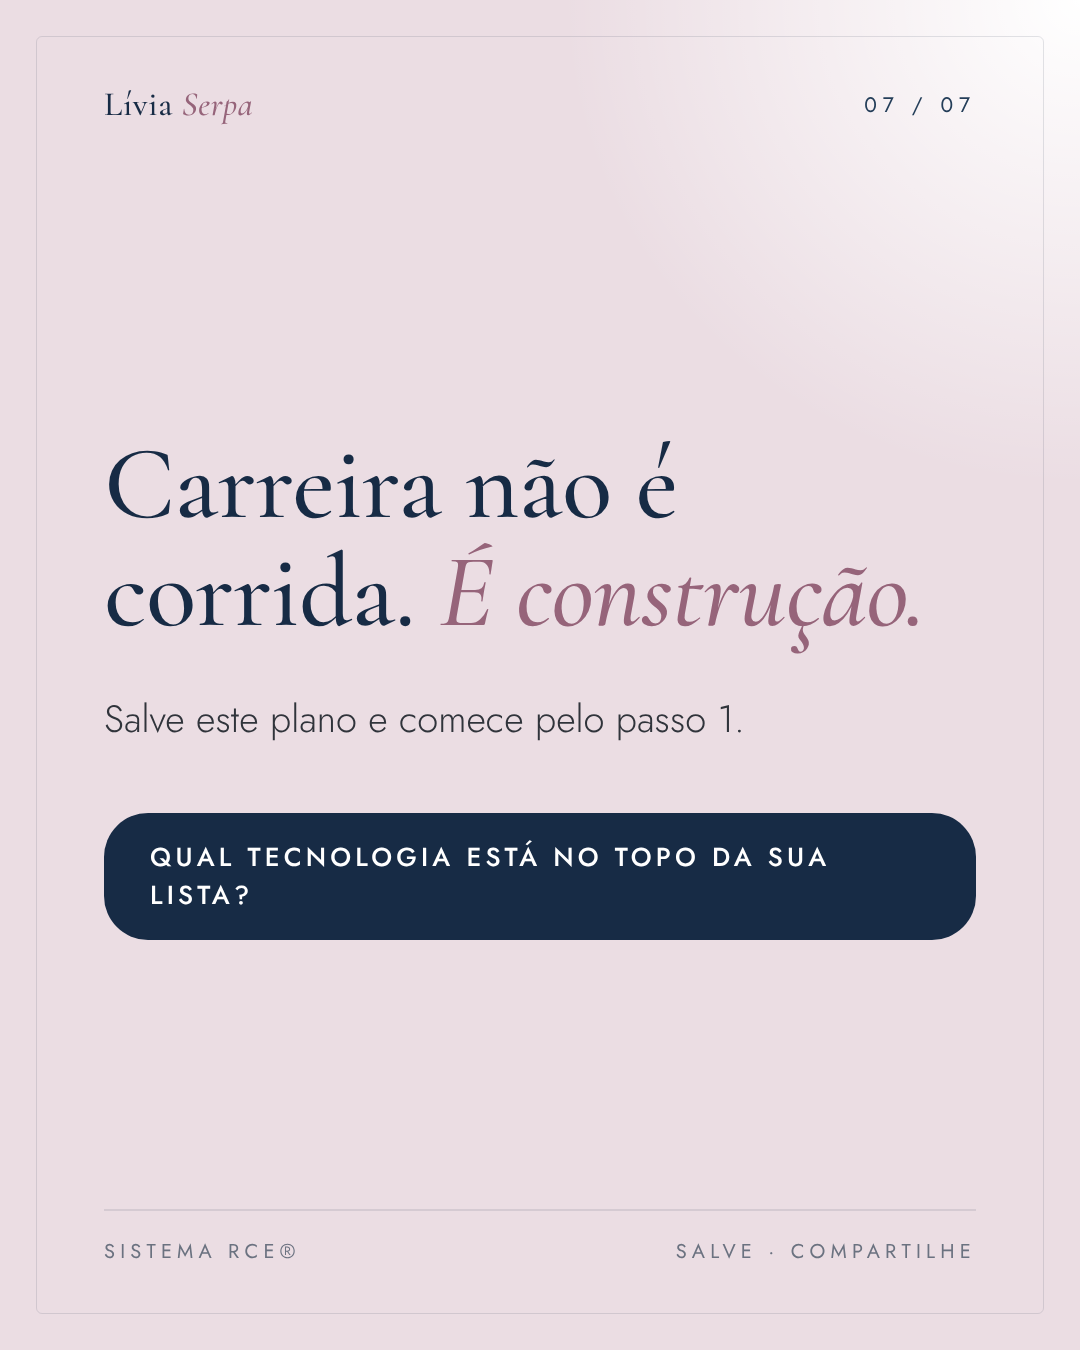 Lívia Serpa
07 / 07
Carreira não é
corrida. É construção.
Salve este plano e comece pelo passo 1.
QUAL TECNOLOGIA ESTÁ NO TOPO DA SUA
LISTA?
SISTEMA RCE®
SALVE · COMPARTILHE